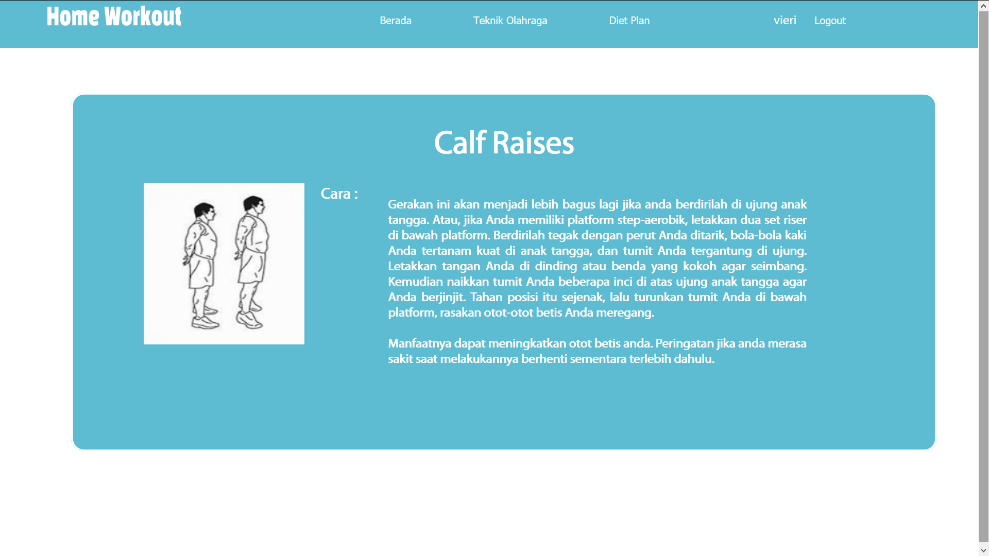 Home Workout
Berada
Teknik Olahraga
Diet Plan
vieri
Logout
Calf Raises
Cara :
Gerakan ini akan menjadi lebih bagus lagi jika anda berdirilah di ujung anak
tangga. Atau, jika Anda memiliki platform step-aerobik, letakkan dua set riser
di bawah platform. Berdirilah tegak dengan perut Anda ditarik, bola-bola kaki
Anda tertanam kuat di anak tangga, dan tumit Anda tergantung di ujung.
Letakkan tangan Anda di dinding atau benda yang kokoh agar seimbang.
Kemudian naikkan tumit Anda beberapa inci di atas ujung anak tangga agar
Anda berjinjit. Tahan posisi itu sejenak, lalu turunkan tumit Anda di bawah
platform, rasakan otot-otot betis Anda meregang.
Manfaatnya dapat meningkatkan otot betis anda. Peringatan jika anda merasa
sakit saat melakukannya berhenti sementara terlebih dahulu.